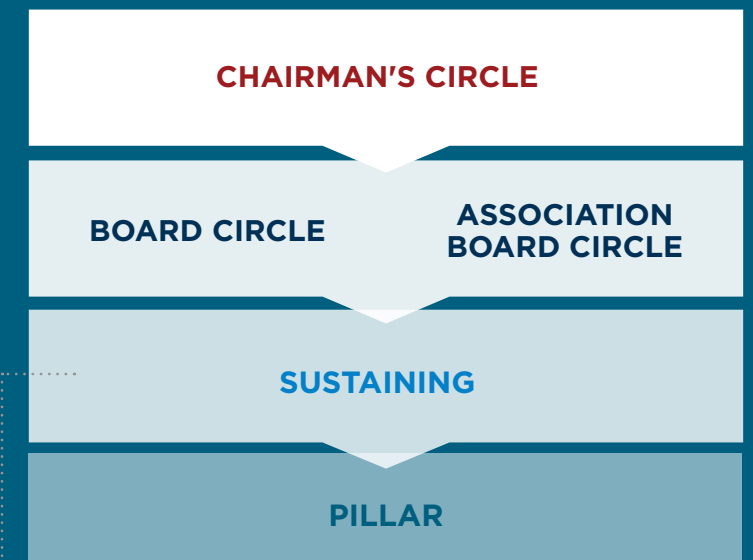 CHAIRMAN'S CIRCLE
BOARD CIRCLE
ASSOCIATION
BOARD CIRCLE
SUSTAINING
PILLAR